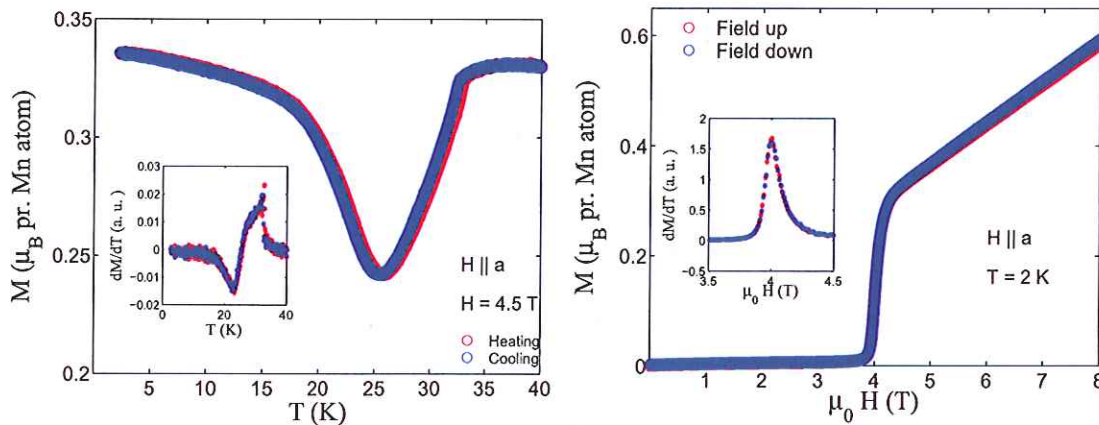 0.35
0.3
0.25
0.2
M (μ_B pr. Mn atom)
5 10 15 20 25 30 35 40
T (K)
H || a
H = 4.5 T
Heating
Cooling
0.03
0.02
0.01
0
−0.01
−0.02
dM/dT (a. u.)
0 20 40
T (K)
0.6
0.4
0.2
0
M (μ_B pr. Mn atom)
1 2 3 4 5 6 7 8
μ₀ H (T)
Field up
Field down
H || a
T = 2 K
2
1.5
1
0.5
0
−0.5
dM/dT (a. u.)
3.5 4 4.5
μ₀ H (T)